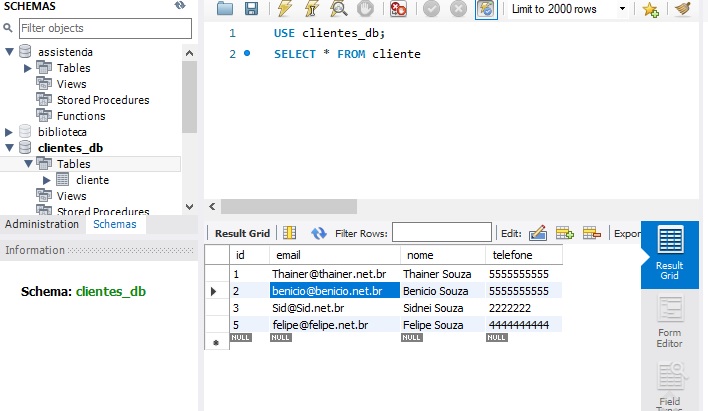 SCHEMAS
Filter objects
assistencia
Tables
Views
Stored Procedures
Functions
biblioteca
clientes_db
Tables
cliente
Views
Stored Procedures
Administration Schemas
Information
Schema: clientes_db
Limit to 2000 rows
1 USE clientes_db;
2 SELECT * FROM cliente
Result Grid Filter Rows: Edit: Expor
id email nome telefone
1 Thainer@thainer.net.br Thainer Souza 5555555555
2 benicio@benicio.net.br Benicio Souza 5555555555
3 Sid@Sid.net.br Sidnei Souza 2222222
5 felipe@felipe.net.br Felipe Souza 4444444444
NULL NULL NULL NULL
Result
Grid
Form
Editor
Field